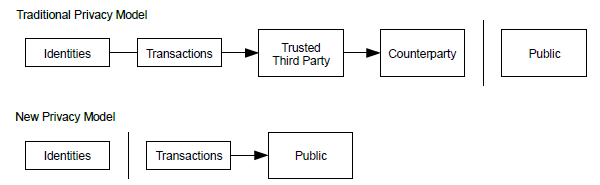 Traditional Privacy Model
Identities
Transactions
Trusted
Third Party
Counterparty
Public
New Privacy Model
Identities
Transactions
Public